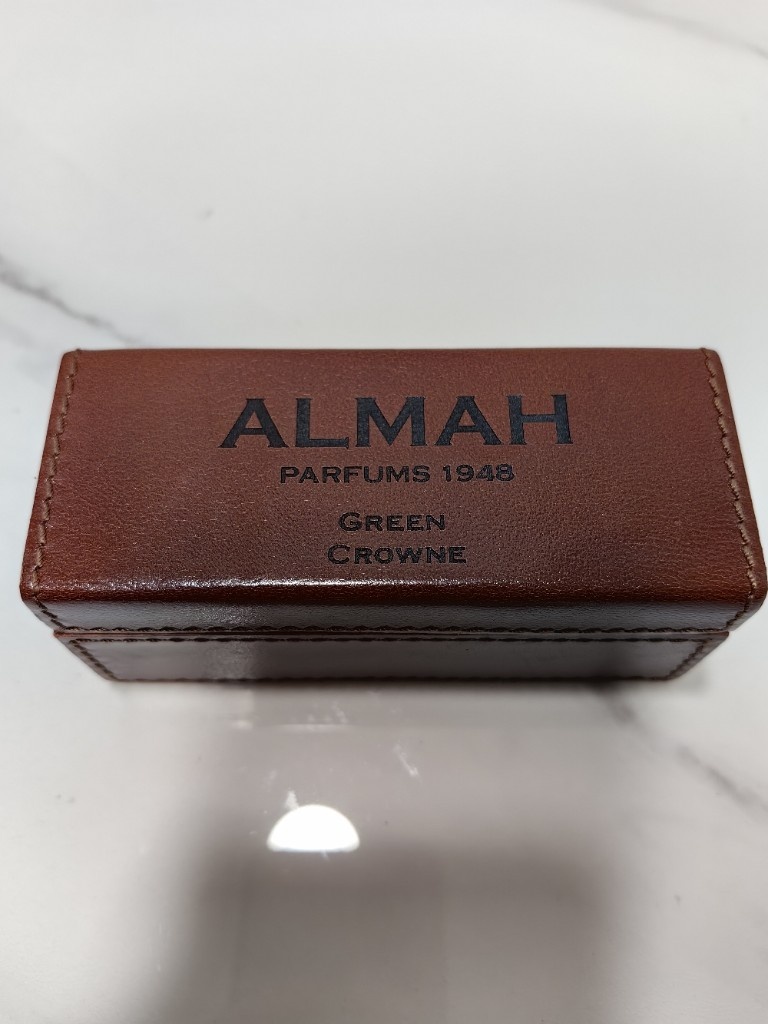 ALMAH
PARFUMS 1948
GREEN
CROWNE